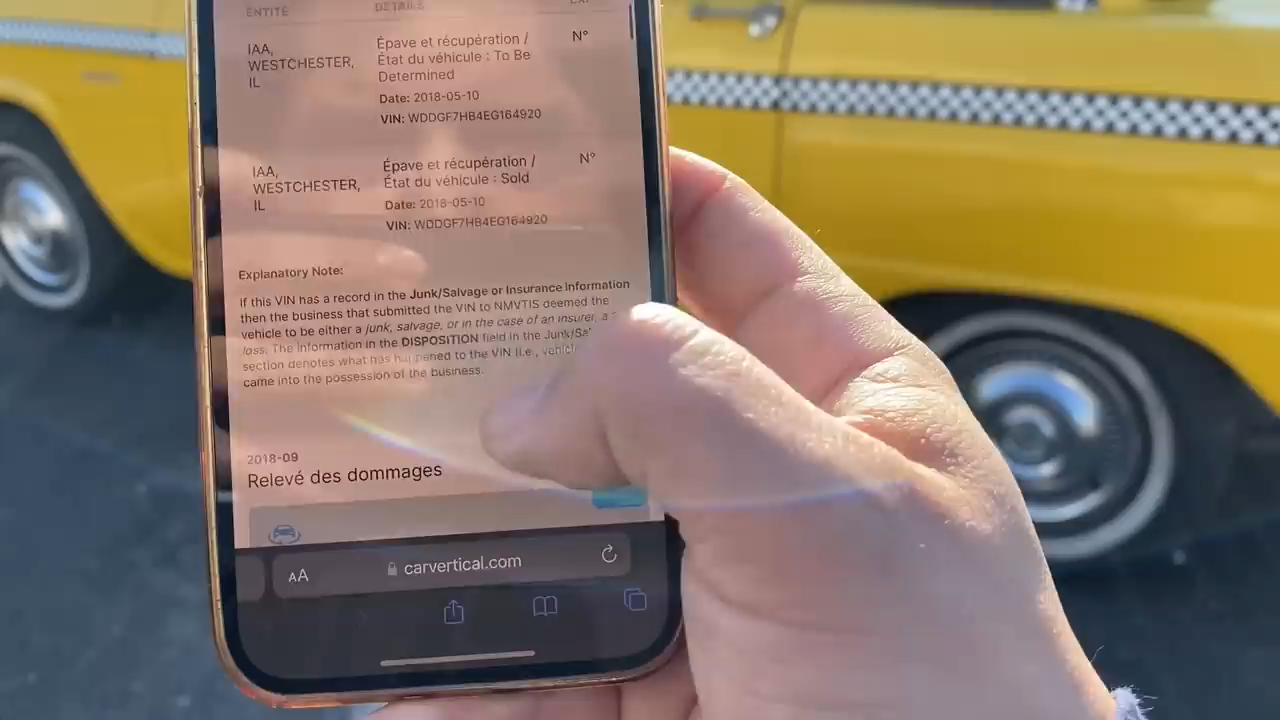 ENTITÉ DÉTAILS
IAA,
WESTCHESTER,
IL
Épave et récupération /
État du véhicule : To Be
Determined
Date: 2018-05-10
VIN: WDDGF7HB4EG164920
N°
IAA,
WESTCHESTER,
IL
Épave et récupération /
État du véhicule : Sold
Date: 2018-05-10
VIN: WDDGF7HB4EG164920
N°
Explanatory Note:
If this VIN has a record in the Junk/Salvage or Insurance Information
then the business that submitted the VIN to NMVTIS deemed the
vehicle to be either a junk, salvage, or in the case of an insurer, a
loss. The information in the DISPOSITION field in the
section denotes what has happened to the VIN (i.e.,
came into the possession of the business.
2018-09
Relevé des dommages
AA carvertical.com